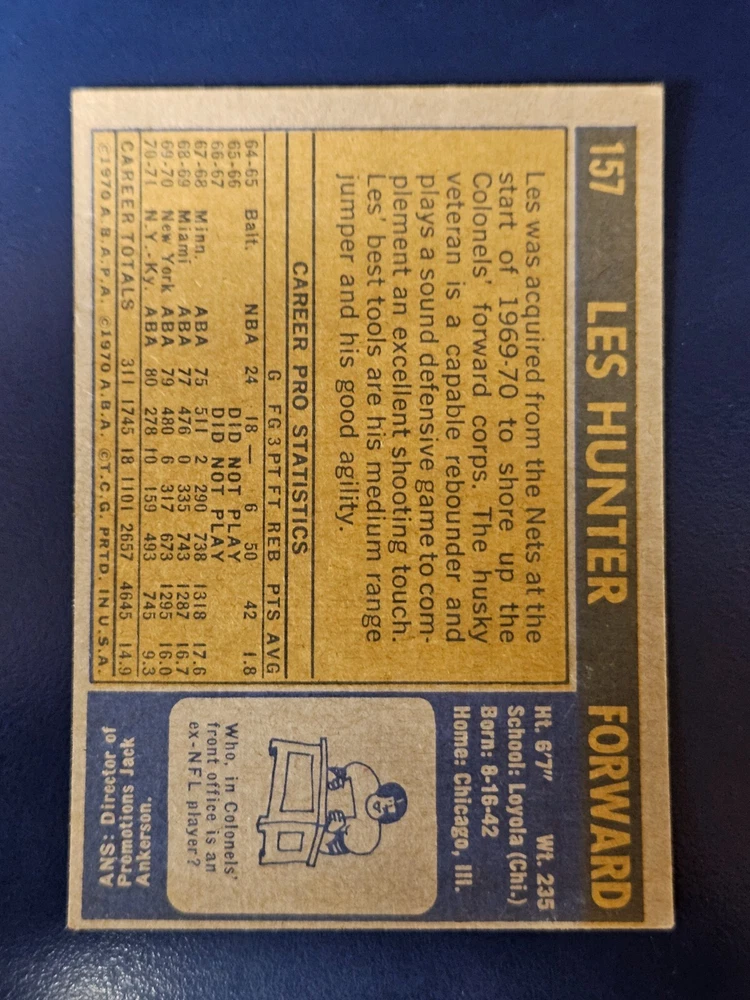 157 LES HUNTER FORWARD
Les was acquired from the Nets at the
start of 1969-70 to shore up the
Colonels' forward corps. The husky
veteran is a capable rebounder and
plays a sound defensive game to com-
plement an excellent shooting touch.
Les' best tools are his medium range
jumper and his good agility.
CAREER PRO STATISTICS
G FG 3PT FT REB PTS AVG
64-65 Balt. NBA 24 18 — 6 50 42 1.8
65-66 DID NOT PLAY
66-67 DID NOT PLAY
67-68 Minn. ABA 75 511 2 290 738 1318 17.6
68-69 Miami ABA 77 476 0 335 743 1287 16.7
69-70 New York ABA 79 480 6 317 673 1295 16.0
70-71 N.Y.-Ky. ABA 80 278 10 159 493 745 9.3
CAREER TOTALS 311 1745 18 1101 2657 4645 14.9
©1970 A.B.A.P.A. ©1970 A.B.A. ©T.C.G. PRTD. IN U.S.A.
Ht. 6'7" Wt. 235
School: Loyola (Chi.)
Born: 8-16-42
Home: Chicago, Ill.
Who, in Colonels'
front office is an
ex-NFL player?
ANS: Director of
Promotions Jack
Ankerson.